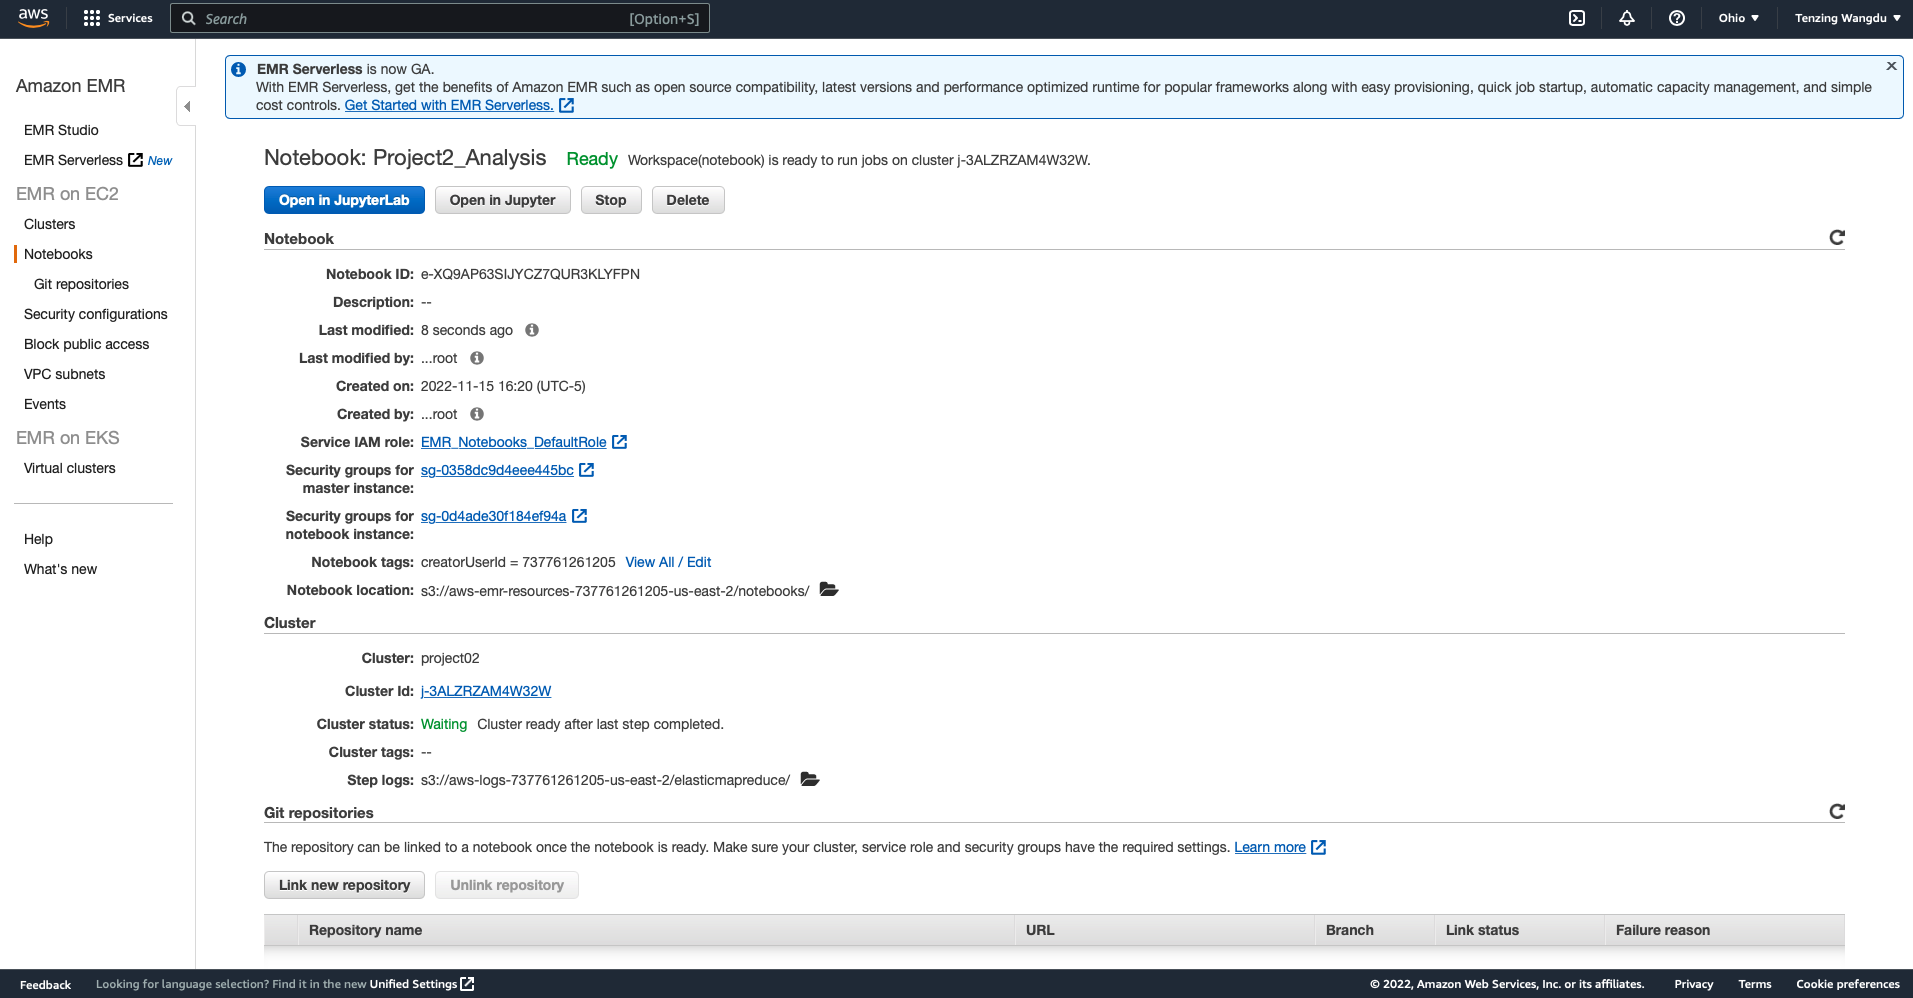 aws Services Search [Option+S] Ohio ▼ Tenzing Wangdu ▼
Amazon EMR
EMR Studio
EMR Serverless New
EMR on EC2
Clusters
Notebooks
Git repositories
Security configurations
Block public access
VPC subnets
Events
EMR on EKS
Virtual clusters
Help
What's new
EMR Serverless is now GA.
With EMR Serverless, get the benefits of Amazon EMR such as open source compatibility, latest versions and performance optimized runtime for popular frameworks along with easy provisioning, quick job startup, automatic capacity management, and simple
cost controls. Get Started with EMR Serverless.
Notebook: Project2_Analysis Ready Workspace(notebook) is ready to run jobs on cluster j-3ALZRZAM4W32W.
Open in JupyterLab Open in Jupyter Stop Delete
Notebook
Notebook ID: e-XQ9AP63SIJYCZ7QUR3KLYFPN
Description: --
Last modified: 8 seconds ago
Last modified by: ...root
Created on: 2022-11-15 16:20 (UTC-5)
Created by: ...root
Service IAM role: EMR_Notebooks_DefaultRole
Security groups for sg-0358dc9d4eee445bc
master instance:
Security groups for sg-0d4ade30f184ef94a
notebook instance:
Notebook tags: creatorUserId = 737761261205 View All / Edit
Notebook location: s3://aws-emr-resources-737761261205-us-east-2/notebooks/
Cluster
Cluster: project02
Cluster Id: j-3ALZRZAM4W32W
Cluster status: Waiting Cluster ready after last step completed.
Cluster tags: --
Step logs: s3://aws-logs-737761261205-us-east-2/elasticmapreduce/
Git repositories
The repository can be linked to a notebook once the notebook is ready. Make sure your cluster, service role and security groups have the required settings. Learn more
Link new repository Unlink repository
Repository name URL Branch Link status Failure reason
Feedback Looking for language selection? Find it in the new Unified Settings © 2022, Amazon Web Services, Inc. or its affiliates. Privacy Terms Cookie preferences